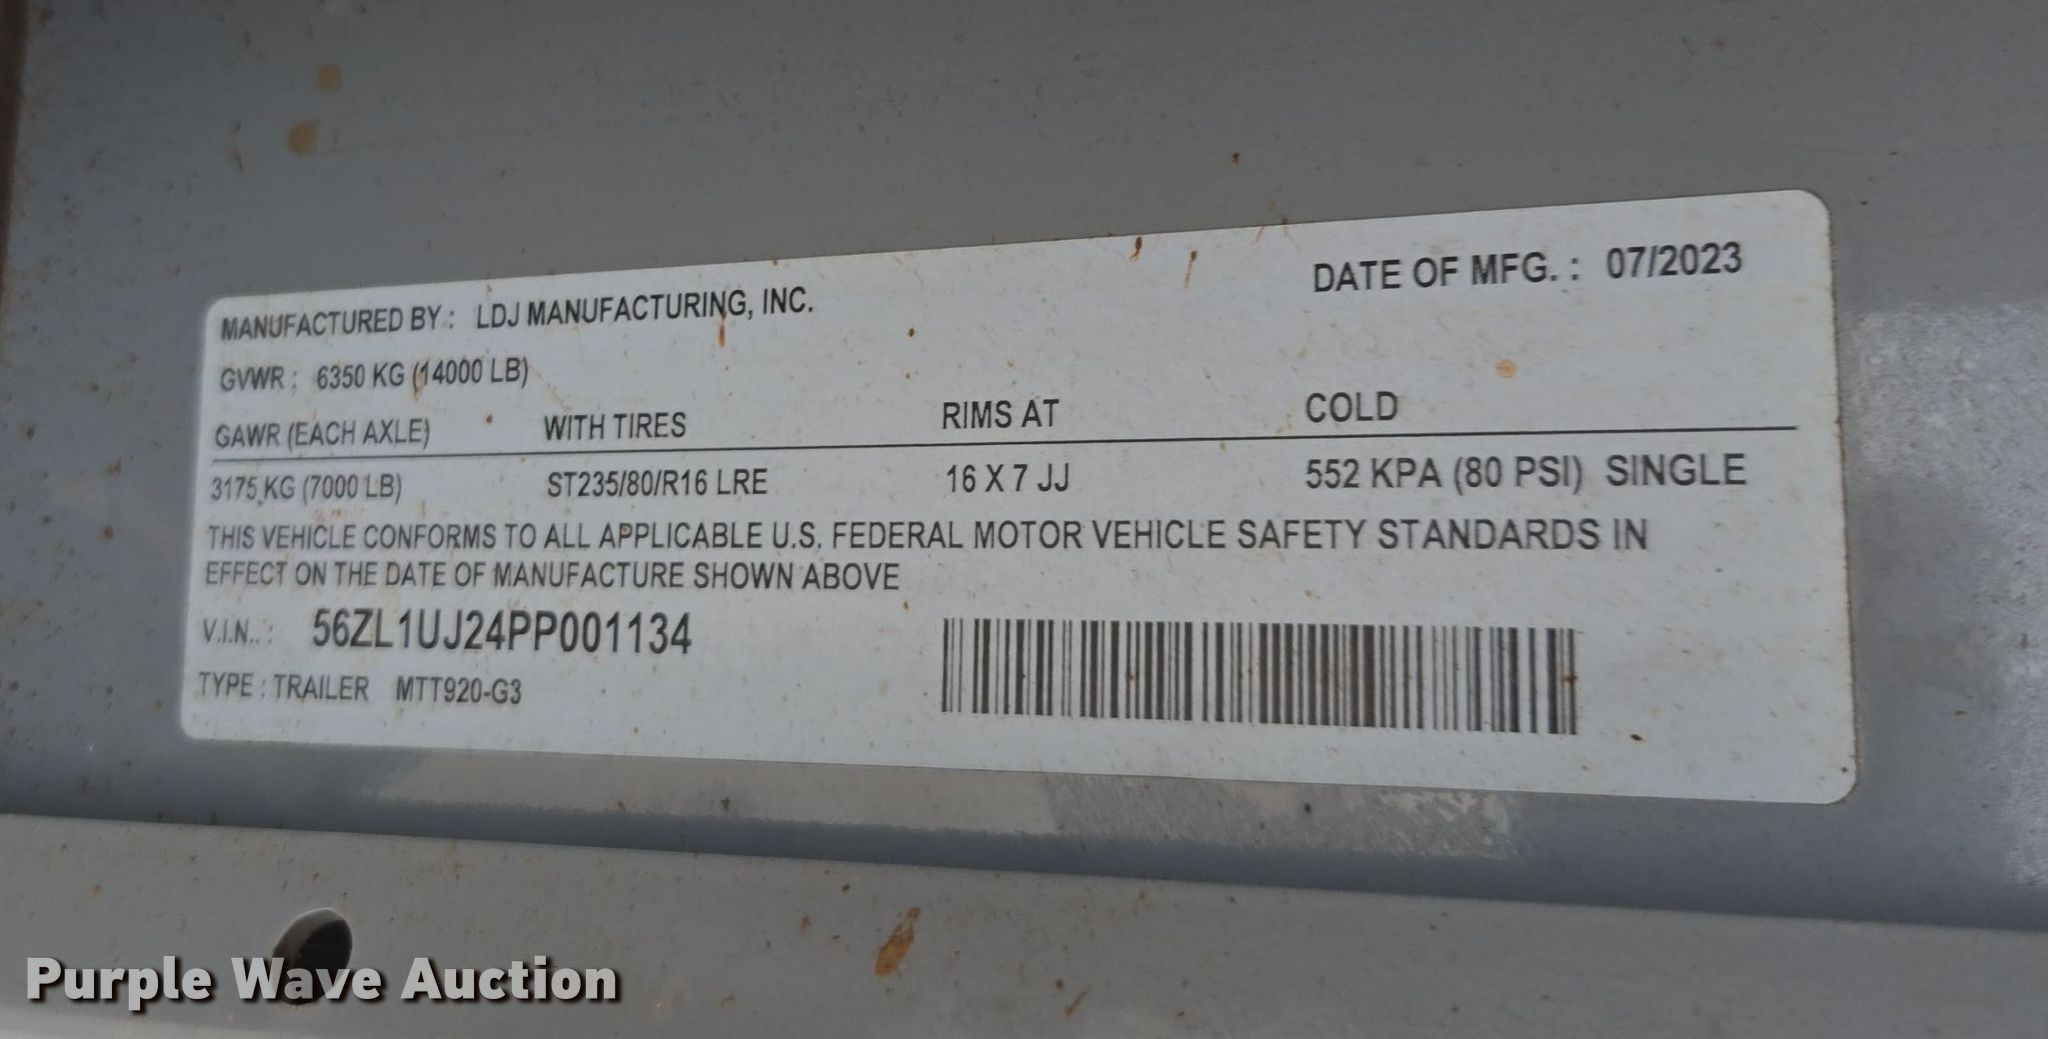 MANUFACTURED BY : LDJ MANUFACTURING, INC. DATE OF MFG. : 07/2023
GVWR : 6350 KG (14000 LB)
GAWR (EACH AXLE) WITH TIRES RIMS AT COLD
3175 KG (7000 LB) ST235/80/R16 LRE 16 X 7 JJ 552 KPA (80 PSI) SINGLE
THIS VEHICLE CONFORMS TO ALL APPLICABLE U.S. FEDERAL MOTOR VEHICLE SAFETY STANDARDS IN
EFFECT ON THE DATE OF MANUFACTURE SHOWN ABOVE
V.I.N.. : 56ZL1UJ24PP001134
TYPE : TRAILER MTT920-G3
Purple Wave Auction